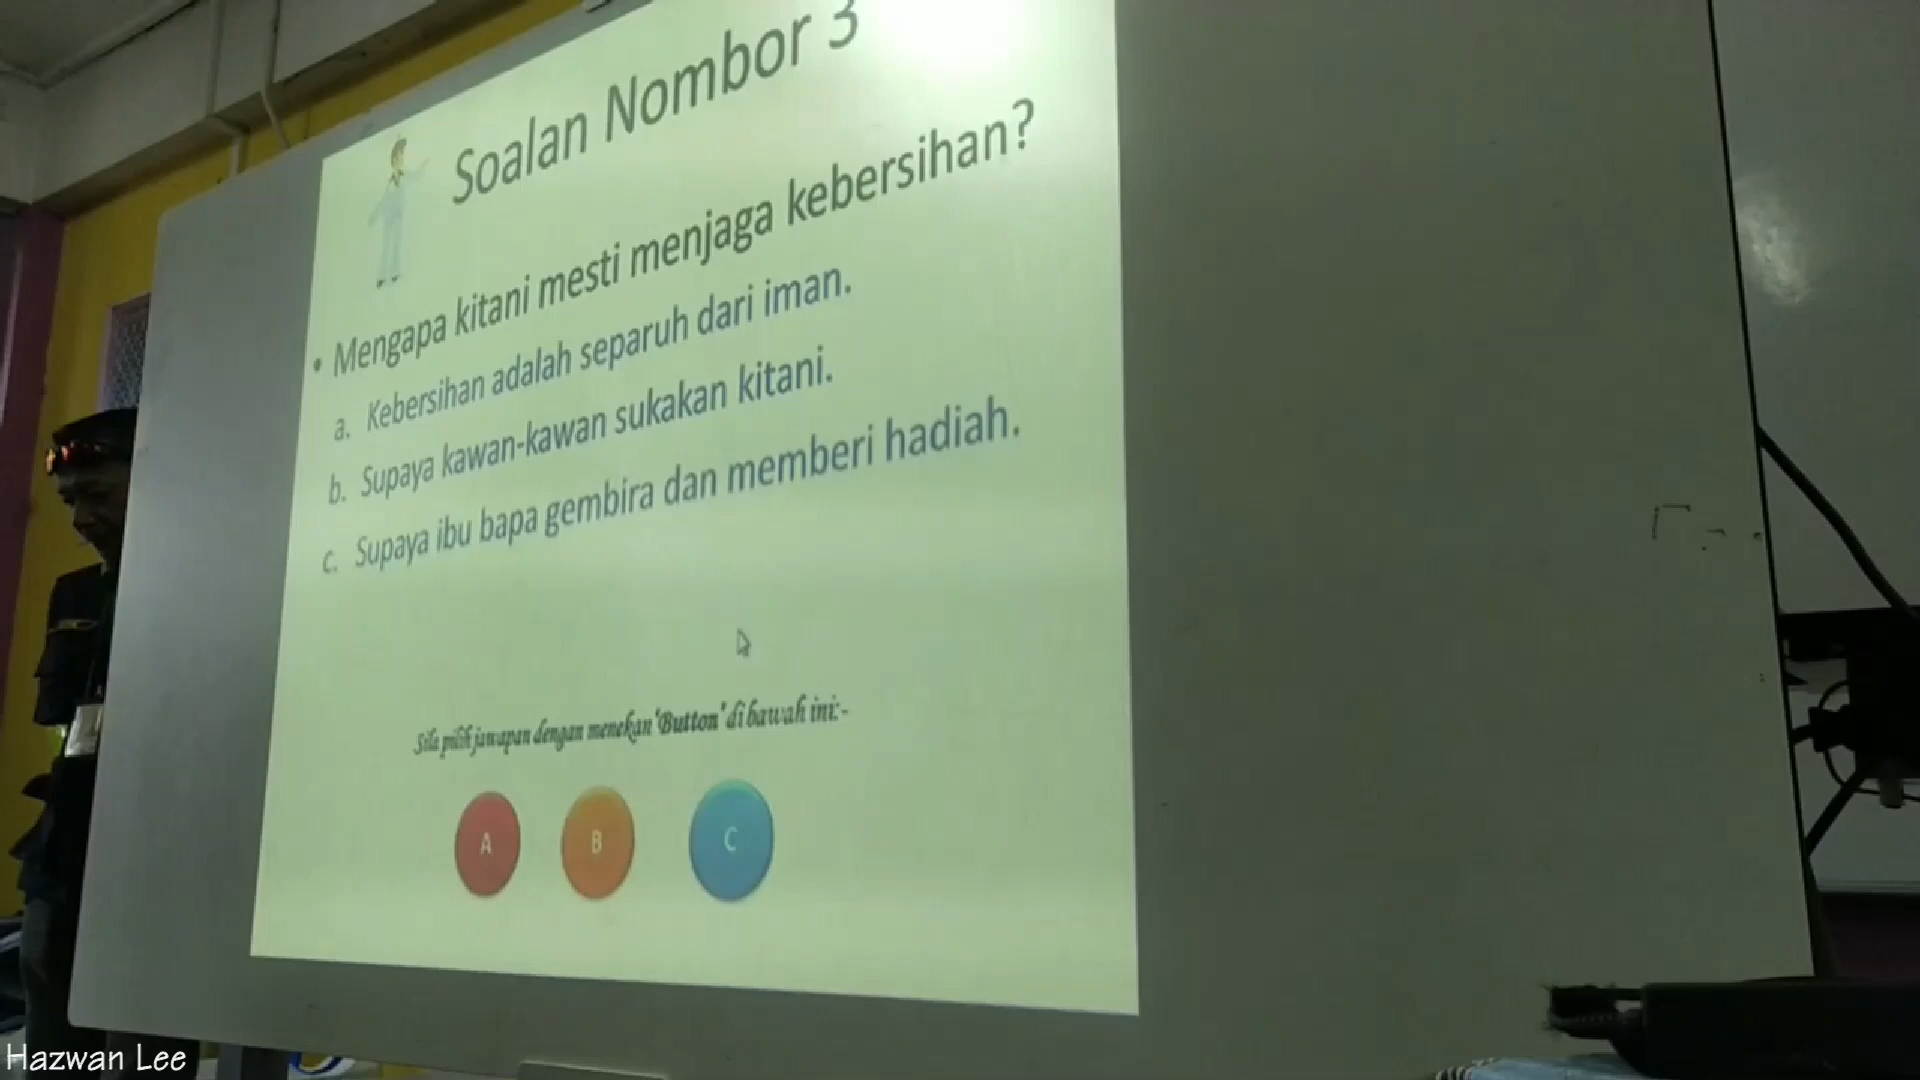 Soalan Nombor 3
• Mengapa kitani mesti menjaga kebersihan?
a. Kebersihan adalah separuh dari iman.
b. Supaya kawan-kawan sukakan kitani.
c. Supaya ibu bapa gembira dan memberi hadiah.
Sila pilih jawapan dengan menekan 'Button' di bawah ini:-
A B C
Hazwan Lee